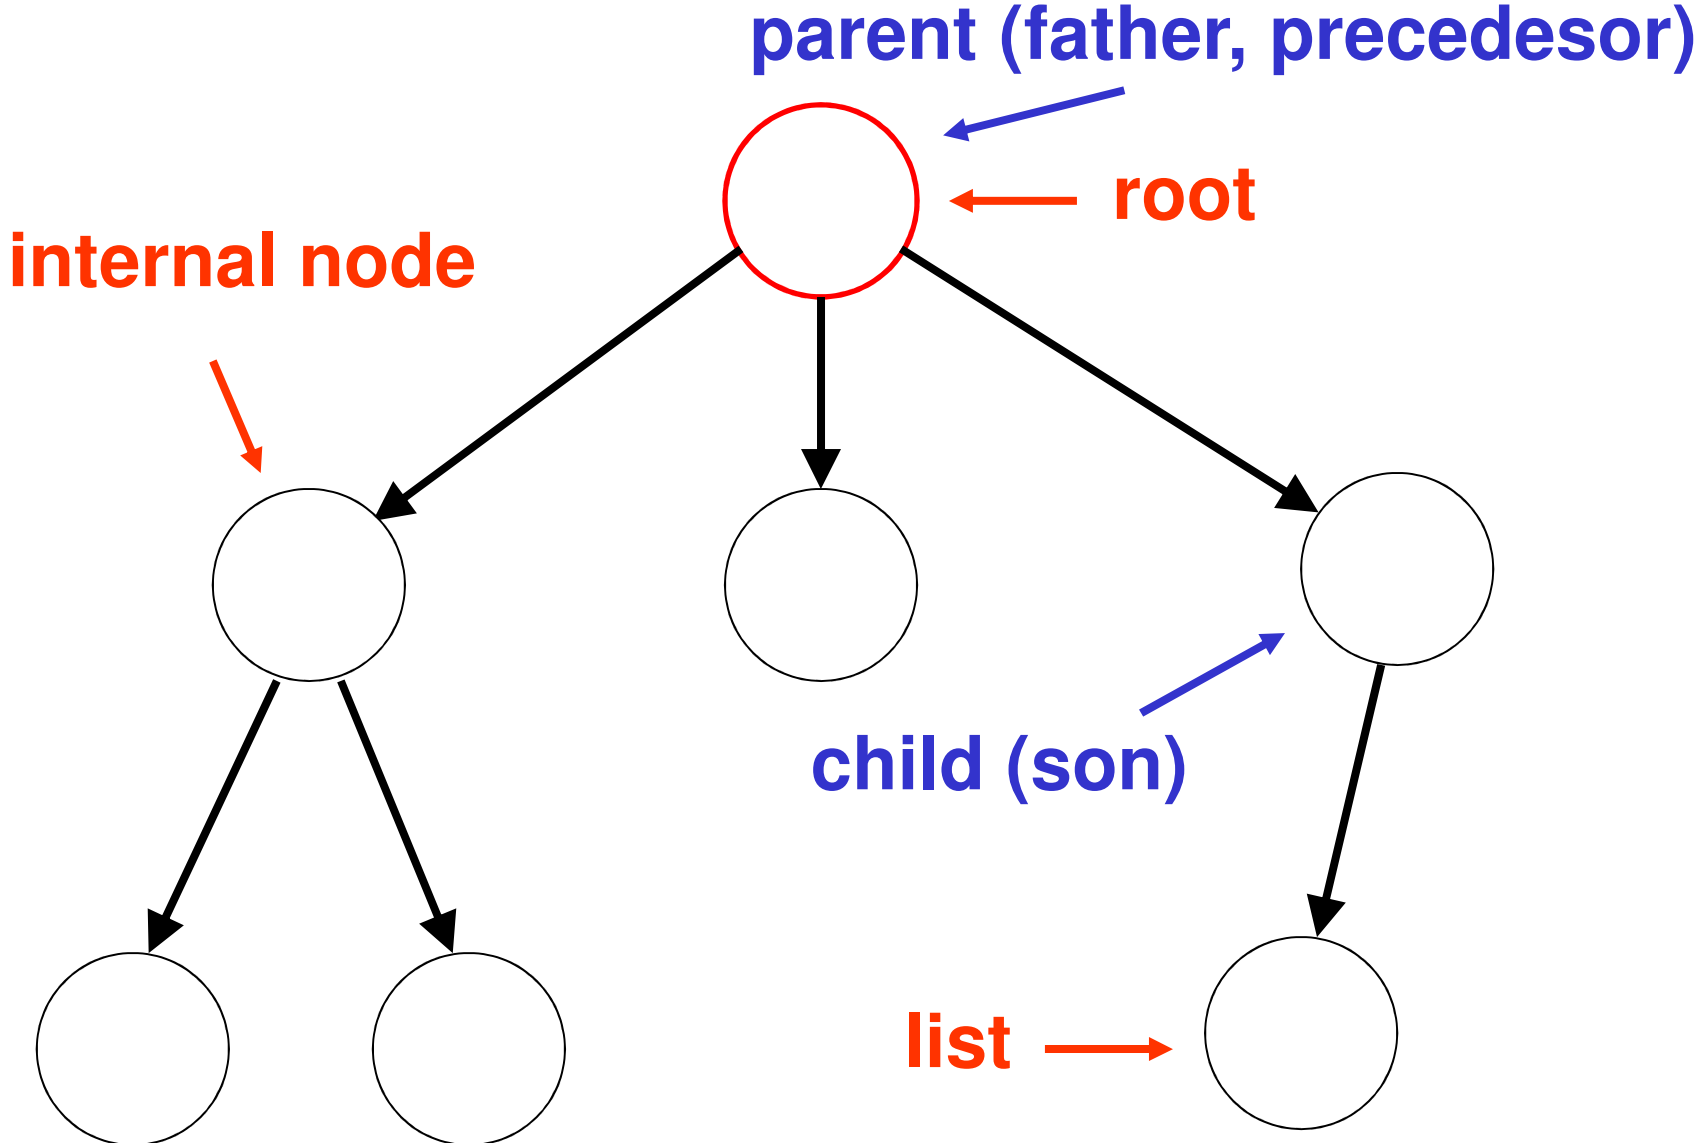 parent (father, precedesor)
root
internal node
child (son)
list